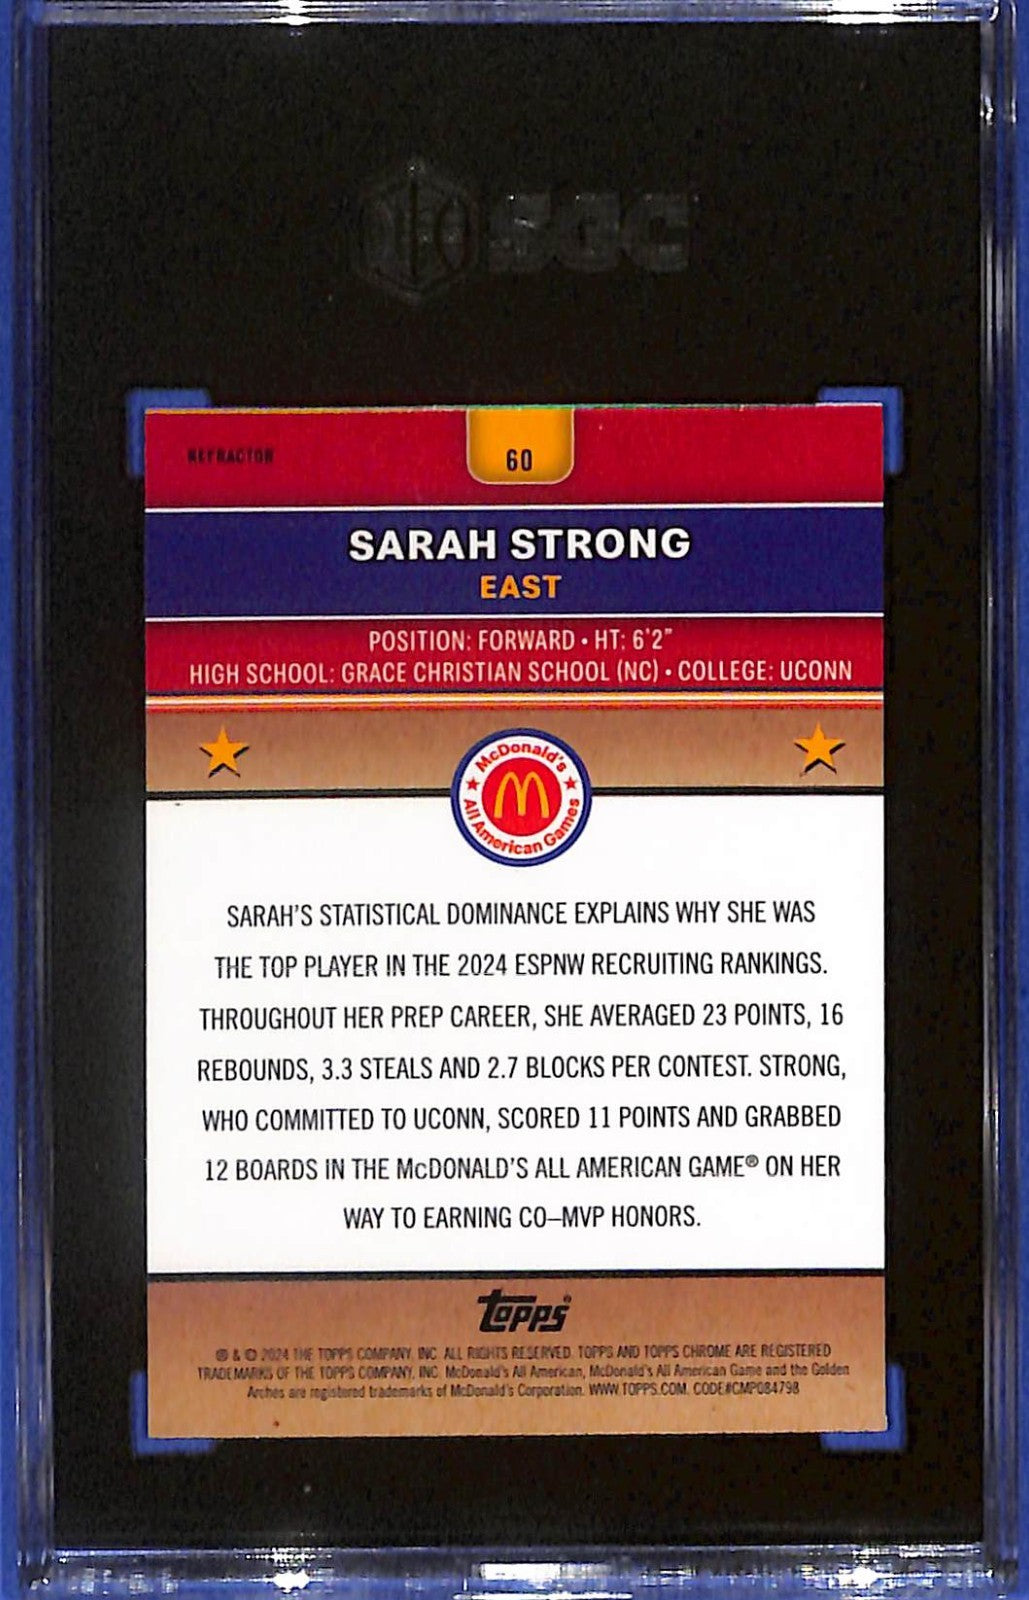 SGC
REFRACTOR
60
SARAH STRONG
EAST
POSITION: FORWARD • HT: 6'2"
HIGH SCHOOL: GRACE CHRISTIAN SCHOOL (NC) • COLLEGE: UCONN
McDonald's
All American Games
SARAH'S STATISTICAL DOMINANCE EXPLAINS WHY SHE WAS
THE TOP PLAYER IN THE 2024 ESPNW RECRUITING RANKINGS.
THROUGHOUT HER PREP CAREER, SHE AVERAGED 23 POINTS, 16
REBOUNDS, 3.3 STEALS AND 2.7 BLOCKS PER CONTEST. STRONG,
WHO COMMITTED TO UCONN, SCORED 11 POINTS AND GRABBED
12 BOARDS IN THE McDONALD'S ALL AMERICAN GAME® ON HER
WAY TO EARNING CO–MVP HONORS.
topps®
® & © 2024 THE TOPPS COMPANY, INC. ALL RIGHTS RESERVED. TOPPS AND TOPPS CHROME ARE REGISTERED
TRADEMARKS OF THE TOPPS COMPANY, INC. McDonald's All American, McDonald's All American Game and the Golden
Arches are registered trademarks of McDonald's Corporation. WWW.TOPPS.COM. CODE#CMP084798